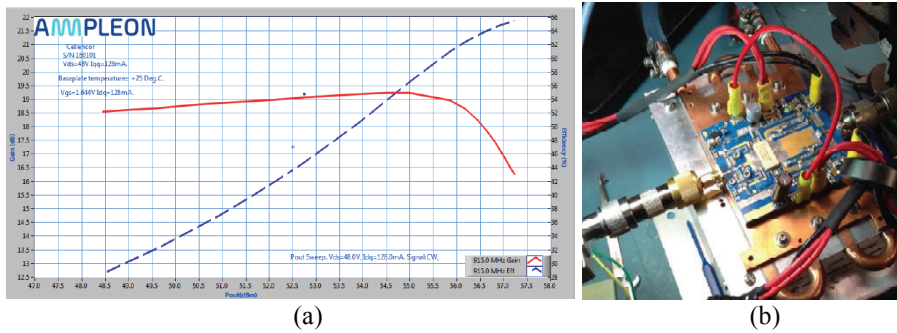 AMPLEON
22
21.5
21
20.5
20
19.5
19
18.5
18
17.5
17
16.5
16
15.5
15
14.5
14
13.5
13
12.5
Gain (dB)
Cellencor
S/N 160101
Vds=48V Iqq=128mA.
Baseplate temperatures +25 Deg.C.
Vgs=1.644V Idq=128mA.
Pout Sweep. Vds=48.0V, Idq=128.0mA. Signal:CW,
915.0 MHz Gain
915.0 MHz Eff
66
64
62
60
58
56
54
52
50
48
46
44
42
40
38
36
34
32
30
28
Efficiency (%)
47.0 47.5 48.0 48.5 49.0 49.5 50.0 50.5 51.0 51.5 52.0 52.5 53.0 53.5 54.0 54.5 55.0 55.5 56.0 56.5 57.0 57.5 58.0
Pout(dBm)
(a) (b)